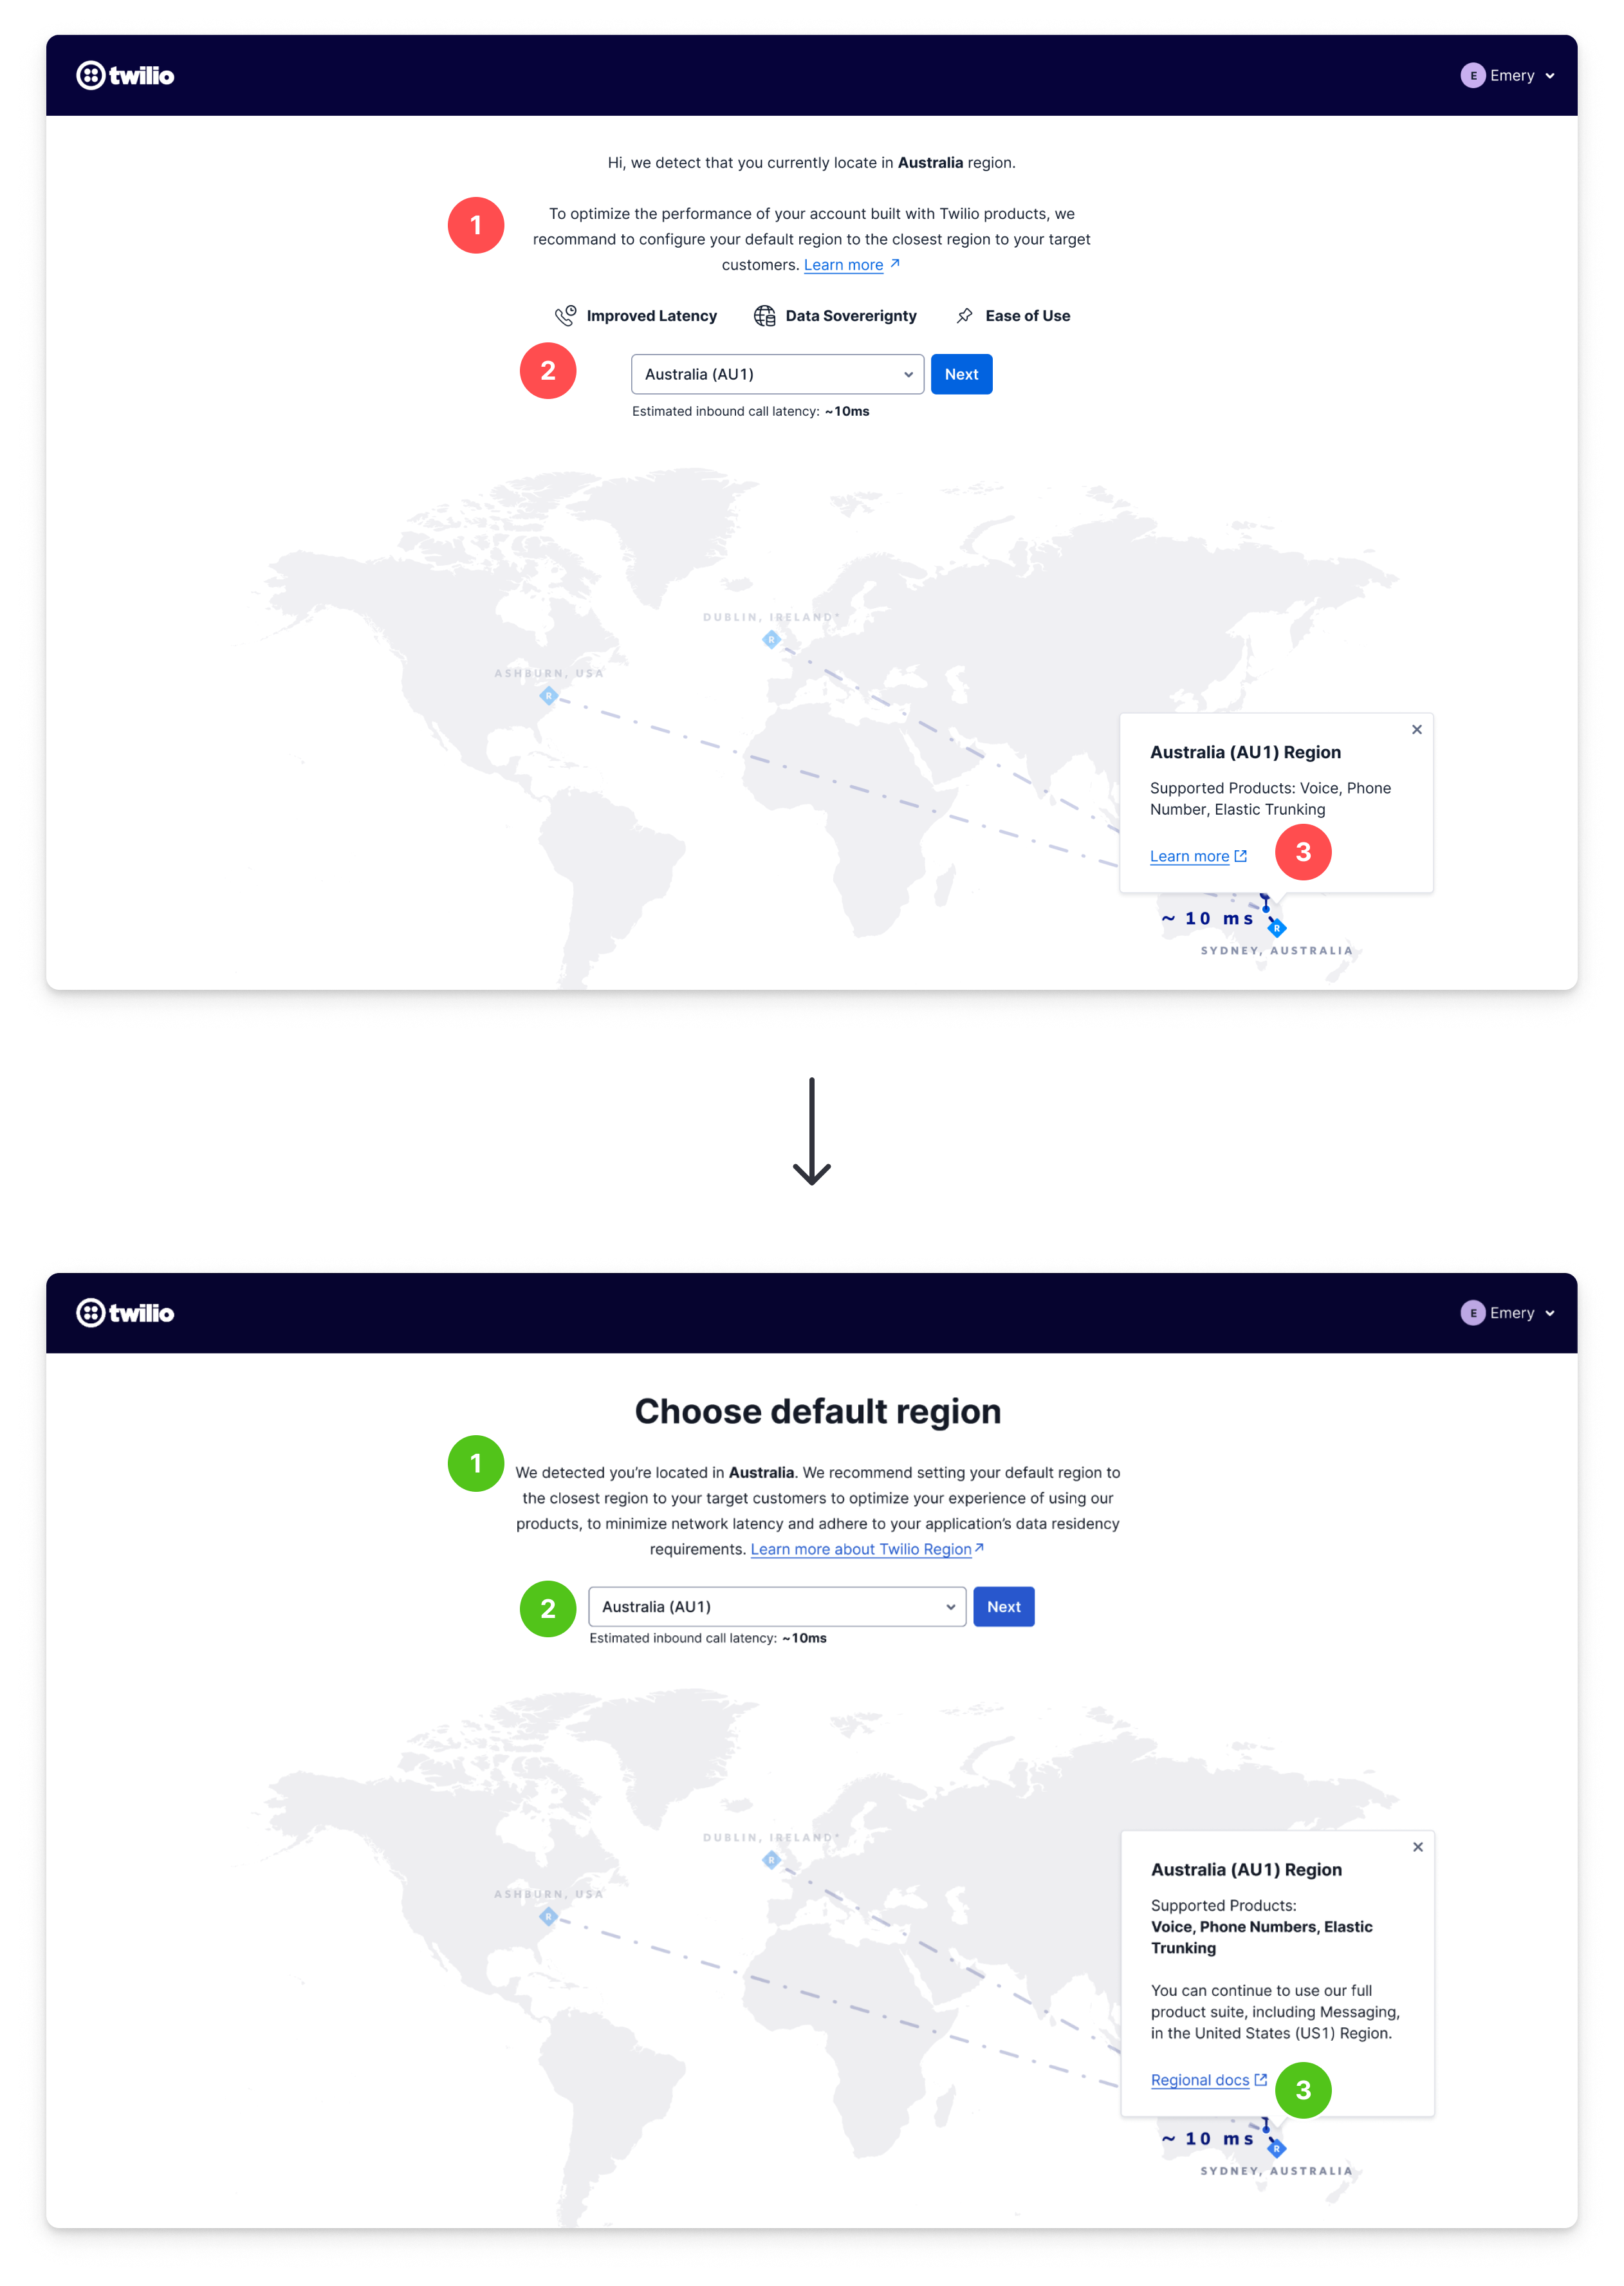 twilio
E Emery
Hi, we detect that you currently locate in Australia region.
1
To optimize the performance of your account built with Twilio products, we
recommand to configure your default region to the closest region to your target
customers. Learn more
Improved Latency
Data Sovererignty
Ease of Use
2
Australia (AU1)
Next
Estimated inbound call latency: ~10ms
DUBLIN, IRELAND*
R
ASHBURN, USA
R
Australia (AU1) Region
Supported Products: Voice, Phone
Number, Elastic Trunking
Learn more
3
~ 10 ms
R
SYDNEY, AUSTRALIA
twilio
E Emery
Choose default region
1
We detected you’re located in Australia. We recommend setting your default region to
the closest region to your target customers to optimize your experience of using our
products, to minimize network latency and adhere to your application’s data residency
requirements. Learn more about Twilio Region
2
Australia (AU1)
Next
Estimated inbound call latency: ~10ms
DUBLIN, IRELAND*
R
ASHBURN, USA
R
Australia (AU1) Region
Supported Products:
Voice, Phone Numbers, Elastic
Trunking
You can continue to use our full
product suite, including Messaging,
in the United States (US1) Region.
Regional docs
3
~ 10 ms
R
SYDNEY, AUSTRALIA